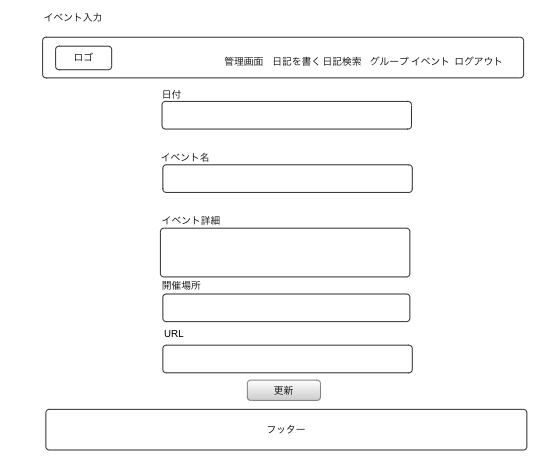 イベント入力
ロゴ
管理画面 日記を書く 日記検索 グループ イベント ログアウト
日付
イベント名
イベント詳細
開催場所
URL
更新
フッター